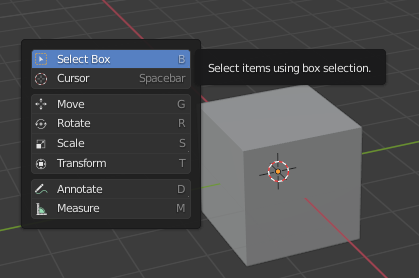 Select Box B
Select items using box selection.
Cursor Spacebar
Move G
Rotate R
Scale S
Transform T
Annotate D
Measure M